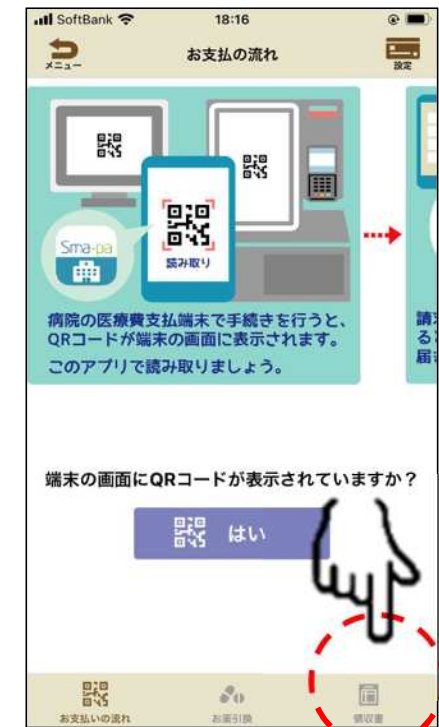 SoftBank 18:16
メニュー お支払の流れ 設定
Sma-pa
読み取り
病院の医療費支払端末で手続きを行うと、
QRコードが端末の画面に表示されます。
このアプリで読み取りましょう。
請求
る
届
端末の画面にQRコードが表示されていますか？
はい
お支払いの流れ お薬引換 領収書